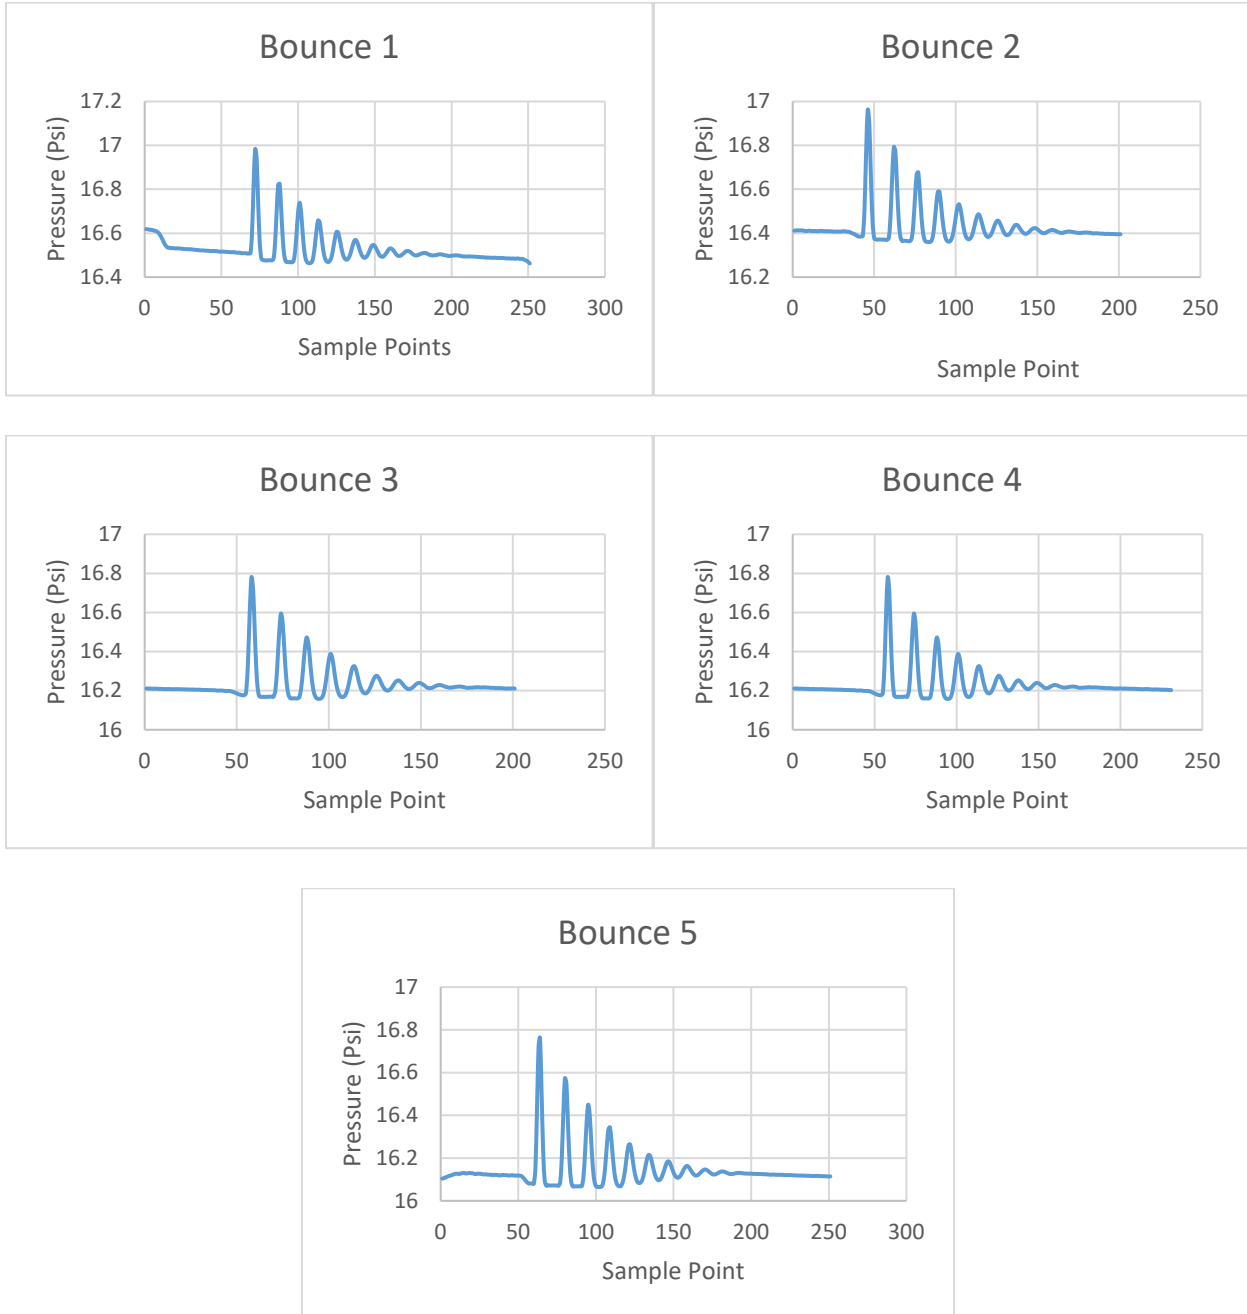 Bounce 1
17.2
17
16.8
16.6
16.4
Pressure (Psi)
0 50 100 150 200 250 300
Sample Points
Bounce 2
17
16.8
16.6
16.4
16.2
Pressure (Psi)
0 50 100 150 200 250
Sample Point
Bounce 3
17
16.8
16.6
16.4
16.2
16
Pressure (Psi)
0 50 100 150 200 250
Sample Point
Bounce 4
17
16.8
16.6
16.4
16.2
16
Pressure (Psi)
0 50 100 150 200 250
Sample Point
Bounce 5
17
16.8
16.6
16.4
16.2
16
Pressure (Psi)
0 50 100 150 200 250 300
Sample Point